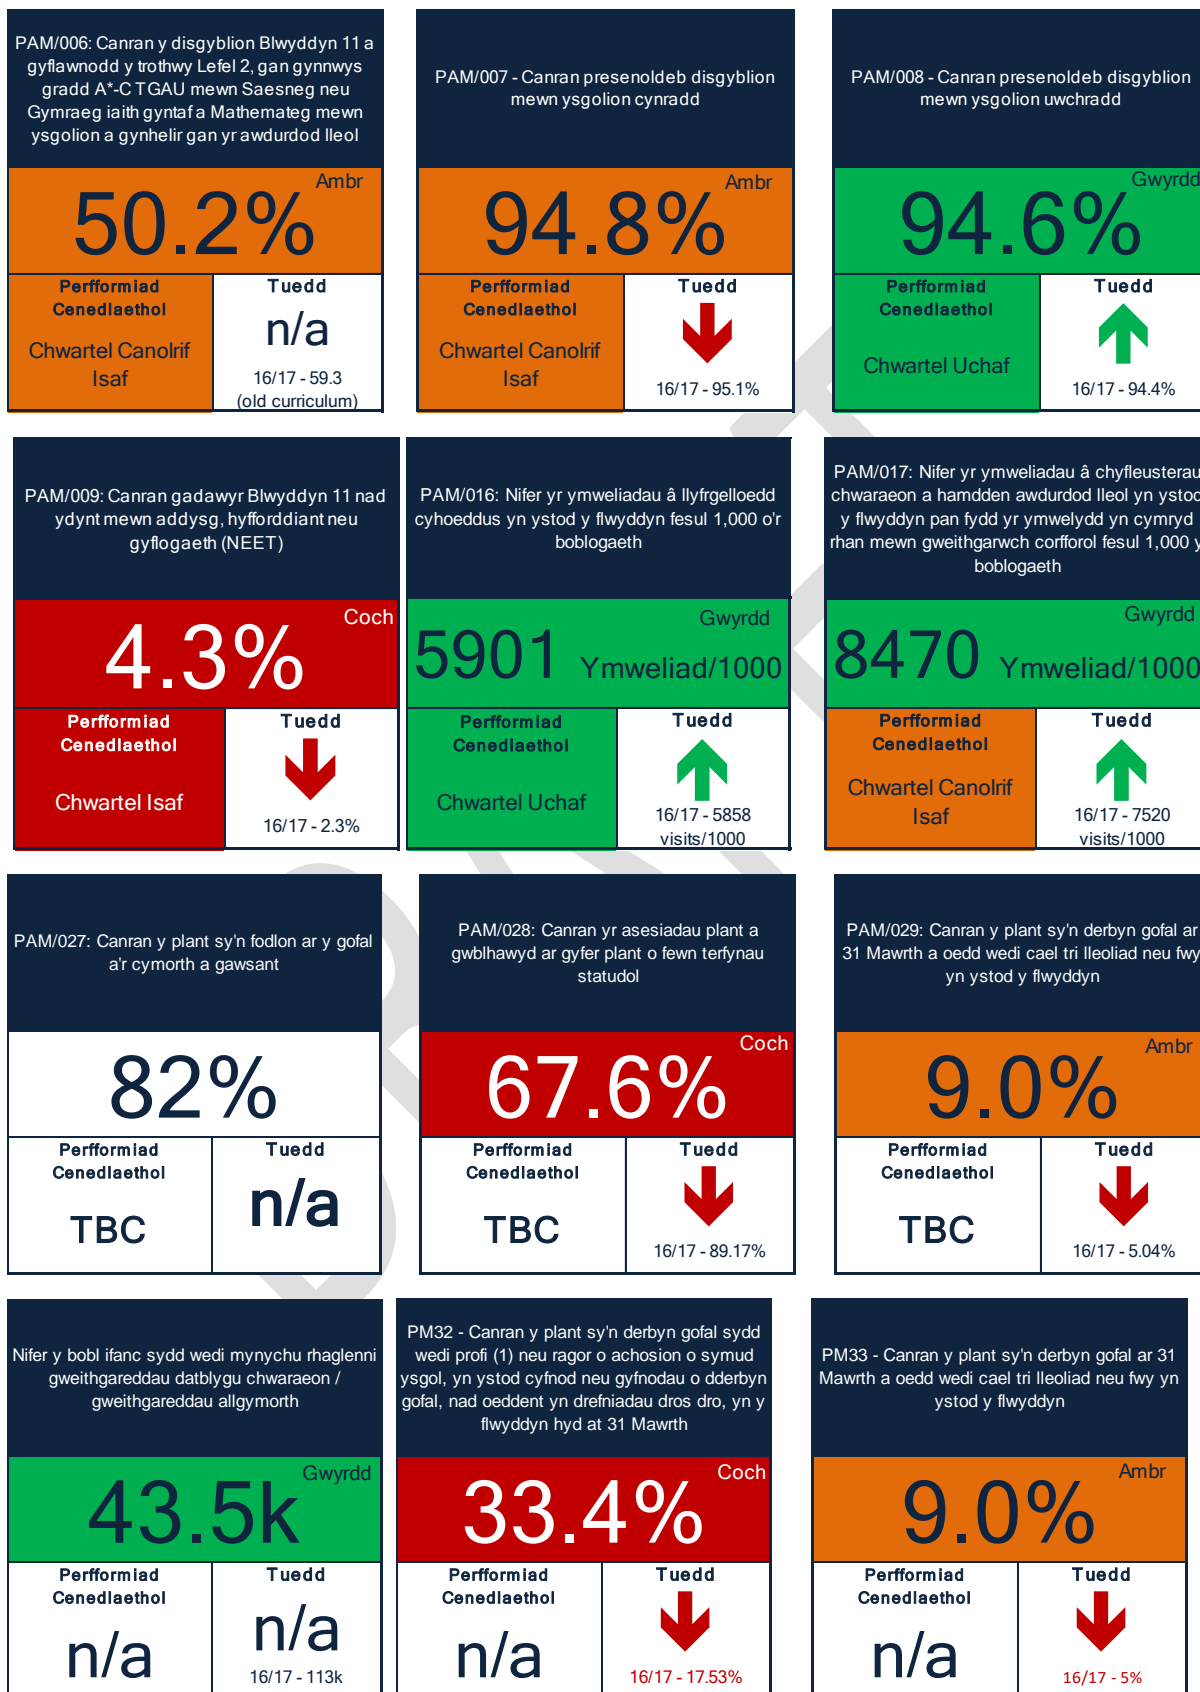 PAM/006: Canran y disgyblion Blwyddyn 11 a
gyflawnodd y trothwy Lefel 2, gan gynnwys
gradd A*-C TGAU mewn Saesneg neu
Gymraeg iaith gyntaf a Mathemateg mewn
ysgolion a gynhelir gan yr awdurdod lleol
Ambr
50.2%
Perfformiad
Cenedlaethol
Chwartel Canolrif
Isaf
Tuedd
n/a
16/17 - 59.3
(old curriculum)
PAM/007 - Canran presenoldeb disgyblion
mewn ysgolion cynradd
Ambr
94.8%
Perfformiad
Cenedlaethol
Chwartel Canolrif
Isaf
Tuedd
16/17 - 95.1%
PAM/008 - Canran presenoldeb disgyblion
mewn ysgolion uwchradd
Gwyrdd
94.6%
Perfformiad
Cenedlaethol
Chwartel Uchaf
Tuedd
16/17 - 94.4%
PAM/009: Canran gadawyr Blwyddyn 11 nad
ydynt mewn addysg, hyfforddiant neu
gyflogaeth (NEET)
Coch
4.3%
Perfformiad
Cenedlaethol
Chwartel Isaf
Tuedd
16/17 - 2.3%
PAM/016: Nifer yr ymweliadau â llyfrgelloedd
cyhoeddus yn ystod y flwyddyn fesul 1,000 o'r
boblogaeth
Gwyrdd
5901 Ymweliad/1000
Perfformiad
Cenedlaethol
Chwartel Uchaf
Tuedd
16/17 - 5858
visits/1000
PAM/017: Nifer yr ymweliadau â chyfleusterau
chwaraeon a hamdden awdurdod lleol yn ystod
y flwyddyn pan fydd yr ymwelydd yn cymryd
rhan mewn gweithgarwch corfforol fesul 1,000 y
boblogaeth
Gwyrdd
8470 Ymweliad/1000
Perfformiad
Cenedlaethol
Chwartel Canolrif
Isaf
Tuedd
16/17 - 7520
visits/1000
PAM/027: Canran y plant sy'n fodlon ar y gofal
a'r cymorth a gawsant
82%
Perfformiad
Cenedlaethol
TBC
Tuedd
n/a
PAM/028: Canran yr asesiadau plant a
gwblhawyd ar gyfer plant o fewn terfynau
statudol
Coch
67.6%
Perfformiad
Cenedlaethol
TBC
Tuedd
16/17 - 89.17%
PAM/029: Canran y plant sy'n derbyn gofal ar
31 Mawrth a oedd wedi cael tri lleoliad neu fwy
yn ystod y flwyddyn
Ambr
9.0%
Perfformiad
Cenedlaethol
TBC
Tuedd
16/17 - 5.04%
Nifer y bobl ifanc sydd wedi mynychu rhaglenni
gweithgareddau datblygu chwaraeon /
gweithgareddau allgymorth
Gwyrdd
43.5k
Perfformiad
Cenedlaethol
n/a
Tuedd
n/a
16/17 - 113k
PM32 - Canran y plant sy'n derbyn gofal sydd
wedi profi (1) neu ragor o achosion o symud
ysgol, yn ystod cyfnod neu gyfnodau o dderbyn
gofal, nad oeddent yn drefniadau dros dro, yn y
flwyddyn hyd at 31 Mawrth
Coch
33.4%
Perfformiad
Cenedlaethol
n/a
Tuedd
16/17 - 17.53%
PM33 - Canran y plant sy'n derbyn gofal ar 31
Mawrth a oedd wedi cael tri lleoliad neu fwy yn
ystod y flwyddyn
Ambr
9.0%
Perfformiad
Cenedlaethol
n/a
Tuedd
16/17 - 5%